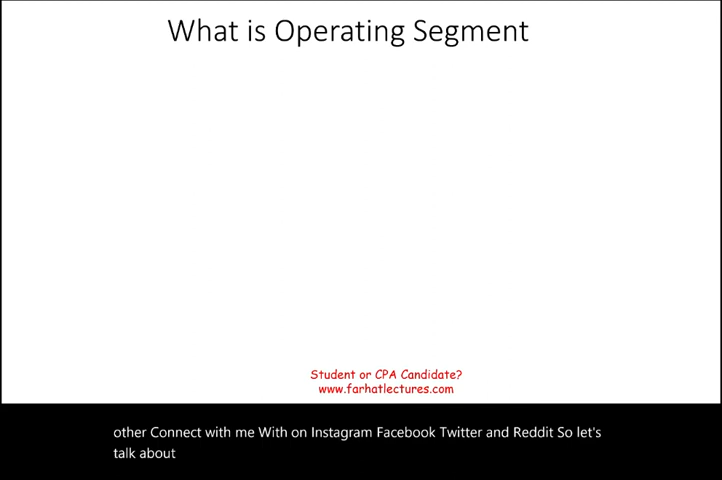 What is Operating Segment
Student or CPA Candidate?
www.farhatlectures.com
other Connect with me With on Instagram Facebook Twitter and Reddit So let's
talk about